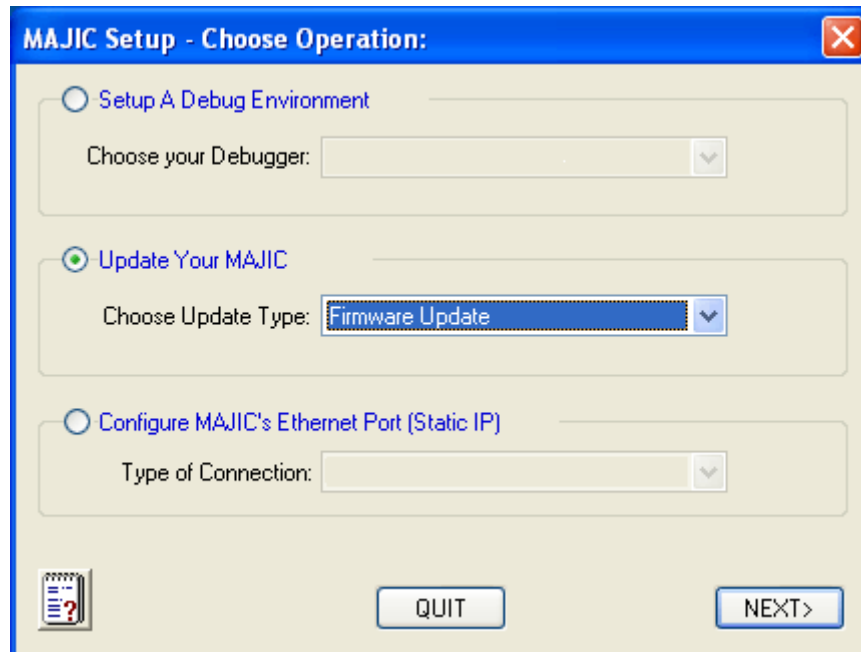 MAJIC Setup - Choose Operation:
Setup A Debug Environment
Choose your Debugger:
Update Your MAJIC
Choose Update Type: Firmware Update
Configure MAJIC's Ethernet Port (Static IP)
Type of Connection:
?
QUIT NEXT>